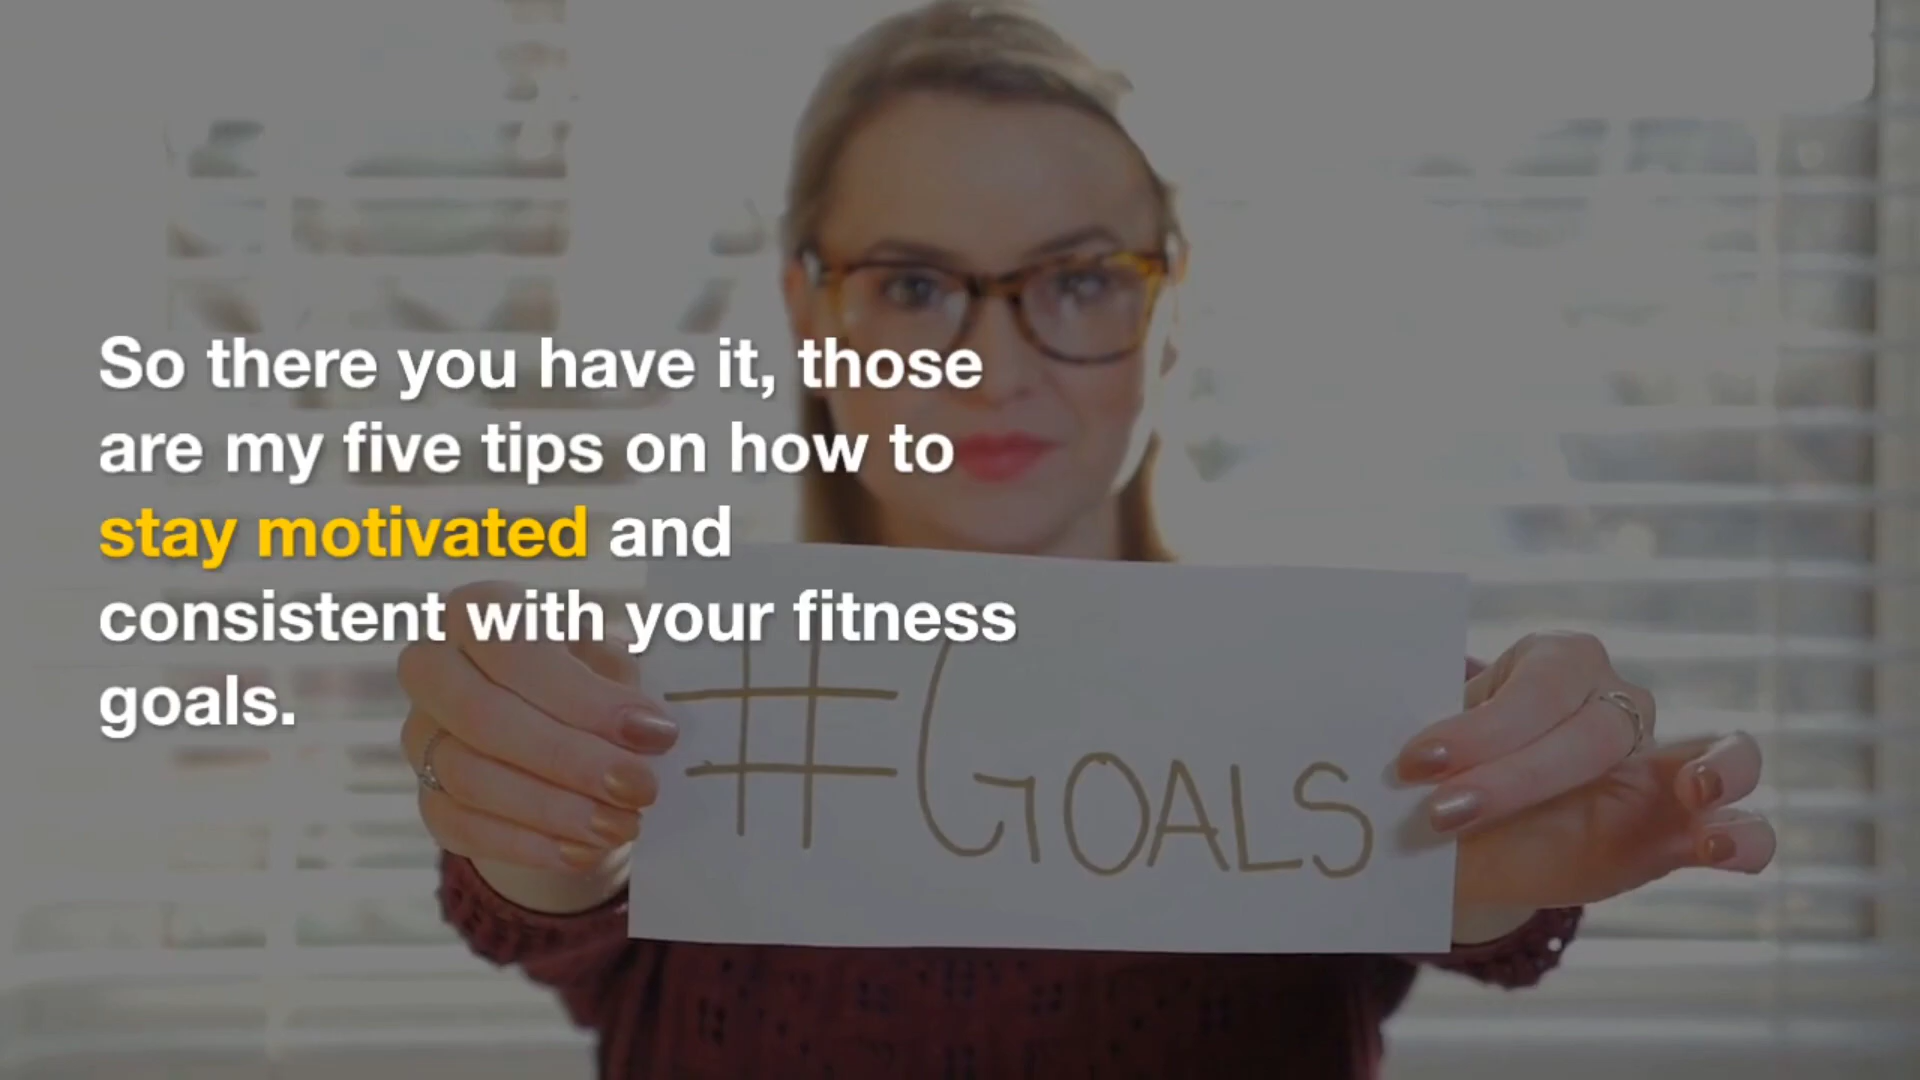 So there you have it, those
are my five tips on how to
stay motivated and
consistent with your fitness
goals.
#GOALS